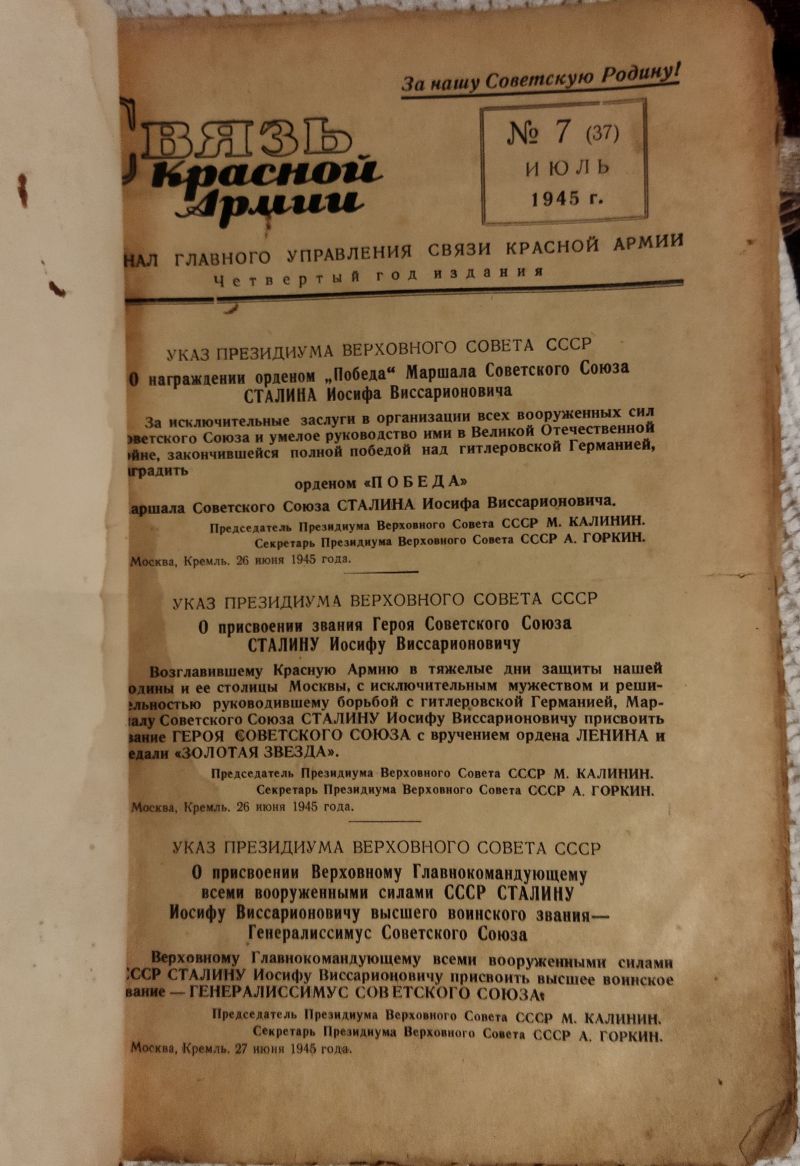 За нашу Советскую Родину!
Связь
Красной
Армии
№ 7 (37)
ИЮЛЬ
1945 г.
НАЛ ГЛАВНОГО УПРАВЛЕНИЯ СВЯЗИ КРАСНОЙ АРМИИ
Четвертый год издания
УКАЗ ПРЕЗИДИУМА ВЕРХОВНОГО СОВЕТА СССР
О награждении орденом „Победа“ Маршала Советского Союза
СТАЛИНА Иосифа Виссарионовича
За исключительные заслуги в организации всех вооруженных сил
оветского Союза и умелое руководство ими в Великой Отечественной
йне, закончившейся полной победой над гитлеровской Германией,
градить
орденом «ПОБЕДА»
аршала Советского Союза СТАЛИНА Иосифа Виссарионовича.
Председатель Президиума Верховного Совета СССР М. КАЛИНИН.
Секретарь Президиума Верховного Совета СССР А. ГОРКИН.
Москва, Кремль. 26 июня 1945 года.
УКАЗ ПРЕЗИДИУМА ВЕРХОВНОГО СОВЕТА СССР
О присвоении звания Героя Советского Союза
СТАЛИНУ Иосифу Виссарионовичу
Возглавившему Красную Армию в тяжелые дни защиты нашей
одины и ее столицы Москвы, с исключительным мужеством и реши-
ельностью руководившему борьбой с гитлеровской Германией, Мар-
алу Советского Союза СТАЛИНУ Иосифу Виссарионовичу присвоить
вание ГЕРОЯ СОВЕТСКОГО СОЮЗА с вручением ордена ЛЕНИНА и
едали «ЗОЛОТАЯ ЗВЕЗДА».
Председатель Президиума Верховного Совета СССР М. КАЛИНИН.
Секретарь Президиума Верховного Совета СССР А. ГОРКИН.
Москва, Кремль. 26 июня 1945 года.
УКАЗ ПРЕЗИДИУМА ВЕРХОВНОГО СОВЕТА СССР
О присвоении Верховному Главнокомандующему
всеми вооруженными силами СССР СТАЛИНУ
Иосифу Виссарионовичу высшего воинского звания—
Генералиссимус Советского Союза
Верховному Главнокомандующему всеми вооруженными силами
СССР СТАЛИНУ Иосифу Виссарионовичу присвоить высшее воинское
вание — ГЕНЕРАЛИССИМУС СОВЕТСКОГО СОЮЗА.
Председатель Президиума Верховного Совета СССР М. КАЛИНИН.
Секретарь Президиума Верховного Совета СССР А. ГОРКИН.
Москва, Кремль. 27 июня 1945 года.